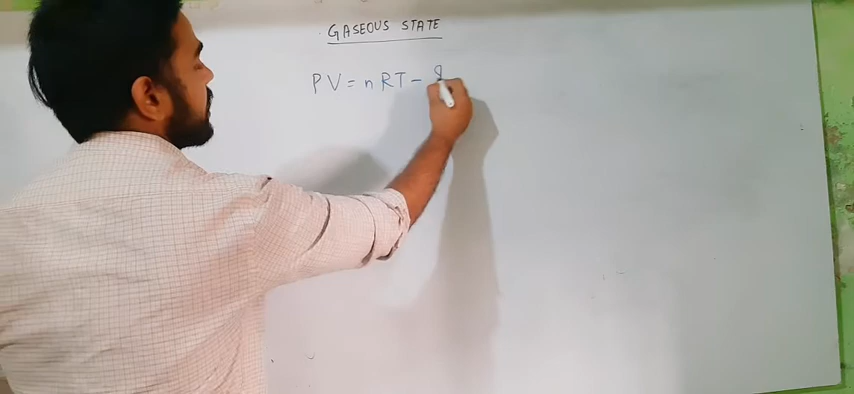 GASEOUS STATE
PV = nRT –